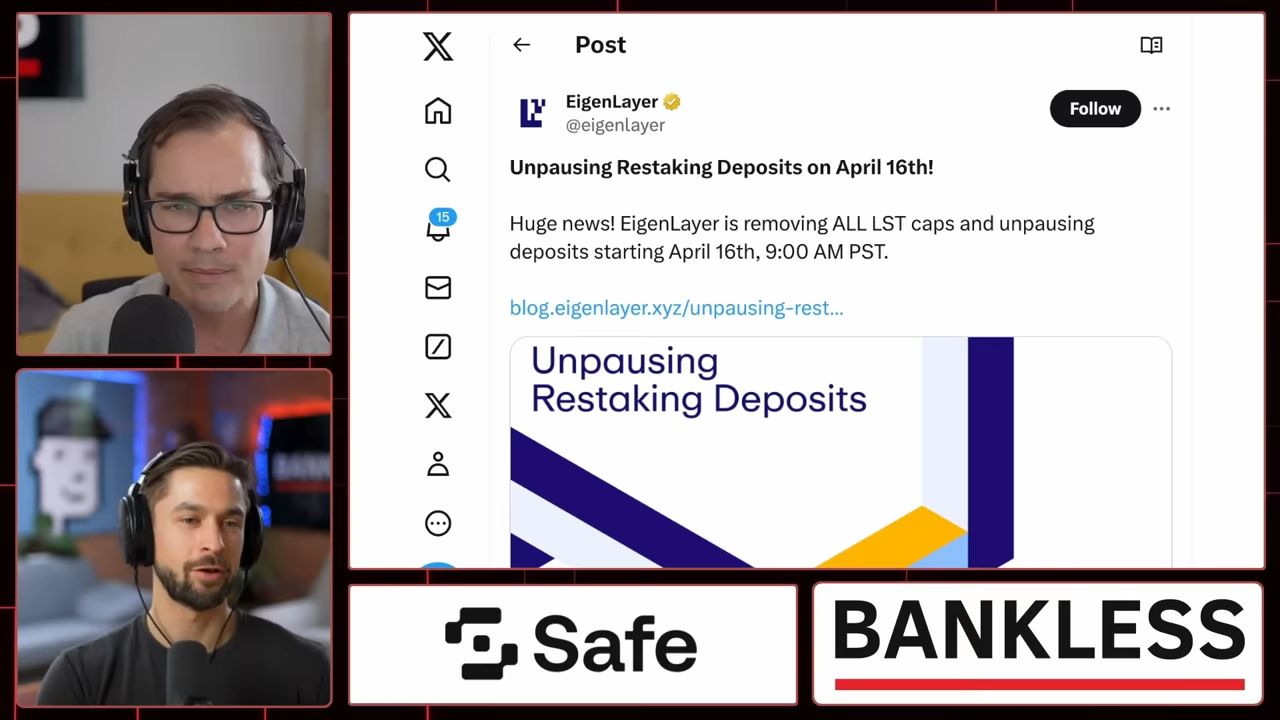 Post
EigenLayer
@eigenlayer
Follow
Unpausing Restaking Deposits on April 16th!
15
Huge news! EigenLayer is removing ALL LST caps and unpausing
deposits starting April 16th, 9:00 AM PST.
blog.eigenlayer.xyz/unpausing-rest...
Unpausing
Restaking Deposits
Safe
BANKLESS